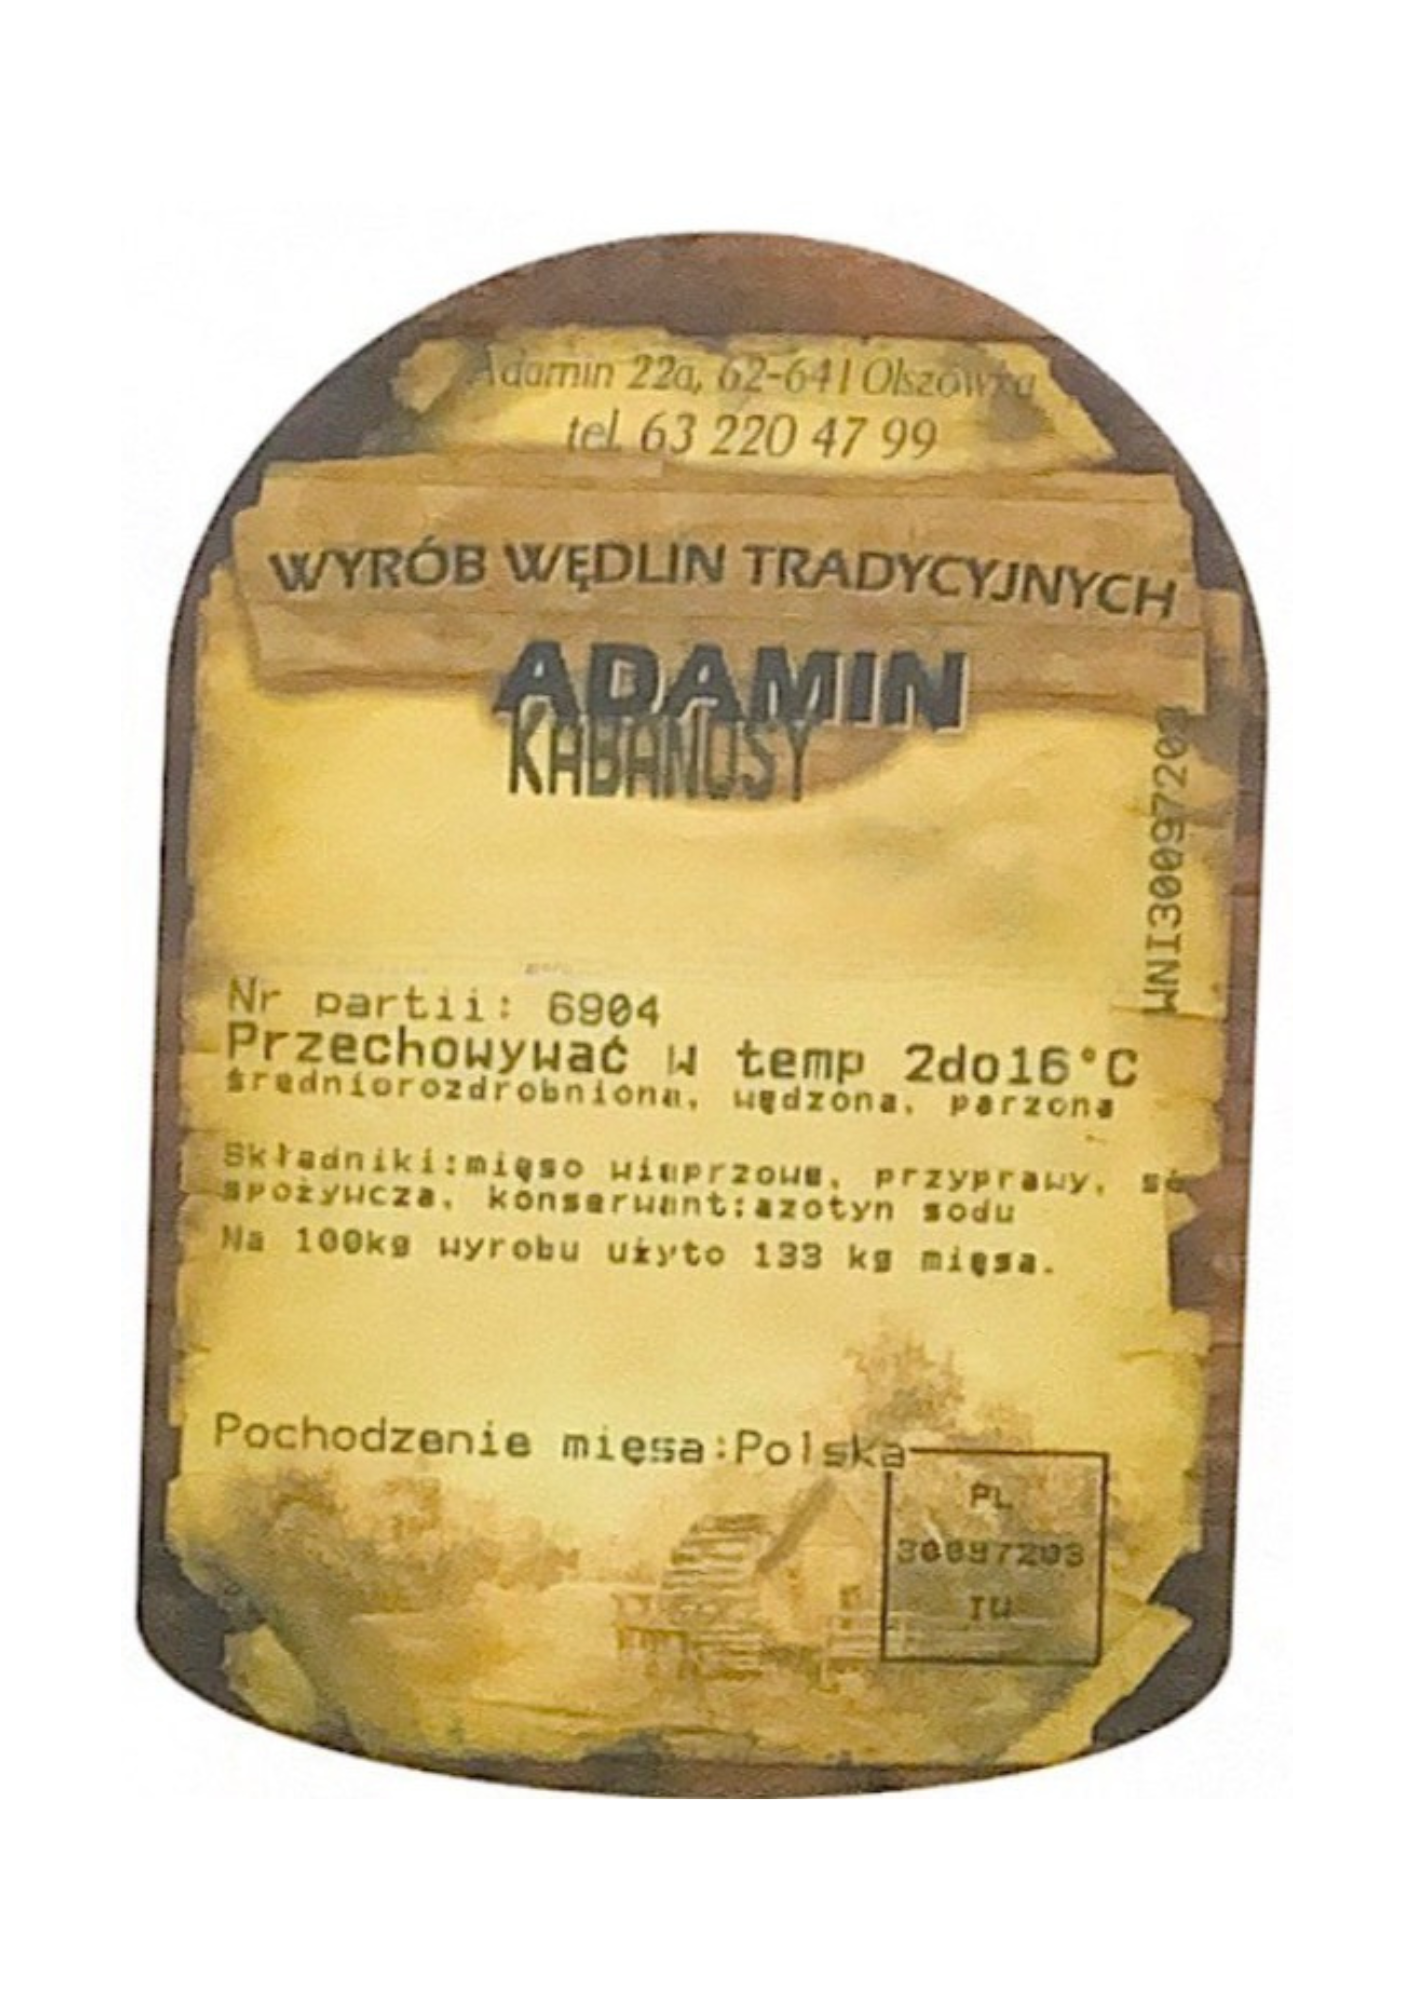 Adamin 22a, 62-641 Olszówka
tel. 63 220 47 99
WYRÓB WĘDLIN TRADYCYJNYCH
ADAMIN
KABANOSY
Nr partii: 6904
Przechowywać w temp 2do16°C
średniorozdrobniona, wędzona, parzona
Składniki:mięso wieprzowe, przyprawy,
spożywcza, konserwant:azotyn sodu
Na 100kg wyrobu użyto 133 kg mięsa.
Pochodzenie mięsa:Polska
PL
30097203
WNI30097203